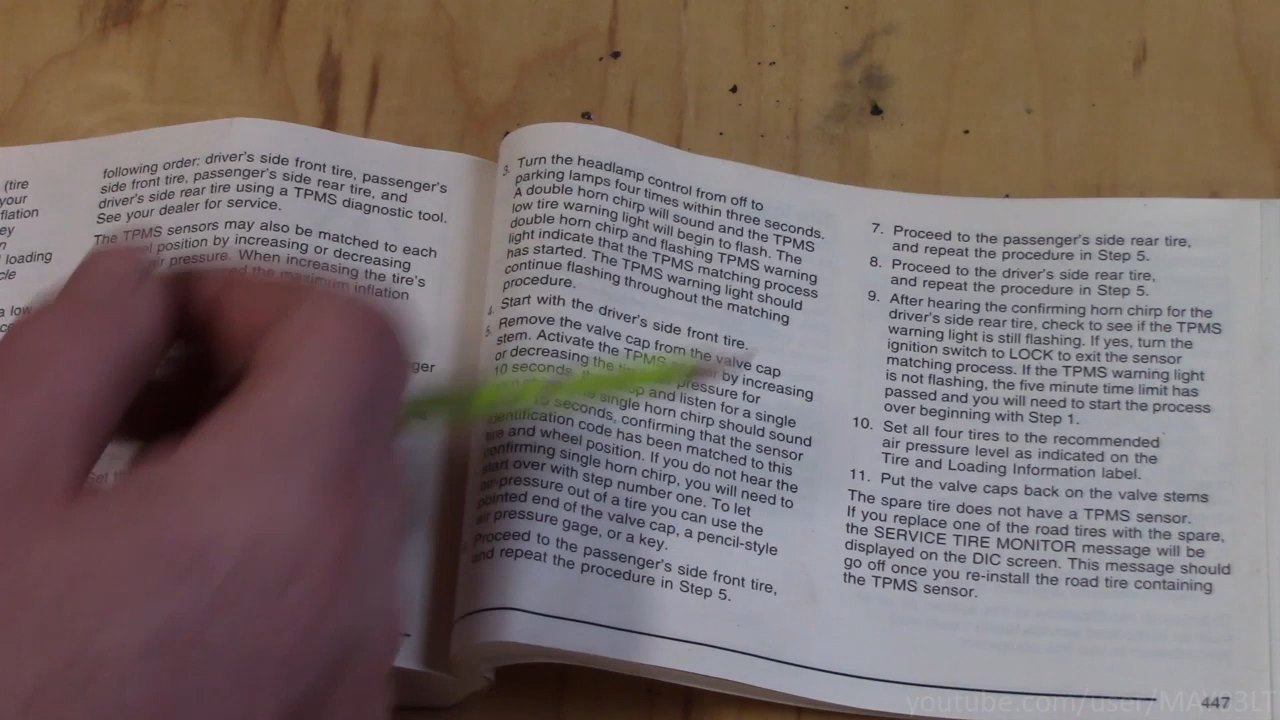 (tire
your
flation
ey
n
loading
cle
a low
following order: driver's side front tire, passenger's
side front tire, passenger's side rear tire, and
driver's side rear tire using a TPMS diagnostic tool.
See your dealer for service.
The TPMS sensors may also be matched to each
position by increasing or decreasing
pressure. When increasing the tire's
the maximum inflation
ger
Set
3. Turn the headlamp control from off to
parking lamps four times within three seconds.
A double horn chirp will sound and the TPMS
low tire warning light will begin to flash. The
double horn chirp and flashing TPMS warning
light indicate that the TPMS matching process
has started. The TPMS warning light should
continue flashing throughout the matching
procedure.
4. Start with the driver's side front tire.
5. Remove the valve cap from the valve cap
stem. Activate the TPMS by increasing
or decreasing the pressure for
10 seconds, and listen for a single
single horn chirp should sound
seconds, confirming that the sensor
identification code has been matched to this
tire and wheel position. If you do not hear the
confirming single horn chirp, you will need to
start over with step number one. To let
air-pressure out of a tire you can use the
pointed end of the valve cap, a pencil-style
air pressure gage, or a key.
Proceed to the passenger's side front tire,
and repeat the procedure in Step 5.
7. Proceed to the passenger's side rear tire,
and repeat the procedure in Step 5.
8. Proceed to the driver's side rear tire,
and repeat the procedure in Step 5.
9. After hearing the confirming horn chirp for the
driver's side rear tire, check to see if the TPMS
warning light is still flashing. If yes, turn the
ignition switch to LOCK to exit the sensor
matching process. If the TPMS warning light
is not flashing, the five minute time limit has
passed and you will need to start the process
over beginning with Step 1.
10. Set all four tires to the recommended
air pressure level as indicated on the
Tire and Loading Information label.
11. Put the valve caps back on the valve stems
The spare tire does not have a TPMS sensor.
If you replace one of the road tires with the spare,
the SERVICE TIRE MONITOR message will be
displayed on the DIC screen. This message should
go off once you re-install the road tire containing
the TPMS sensor.
447